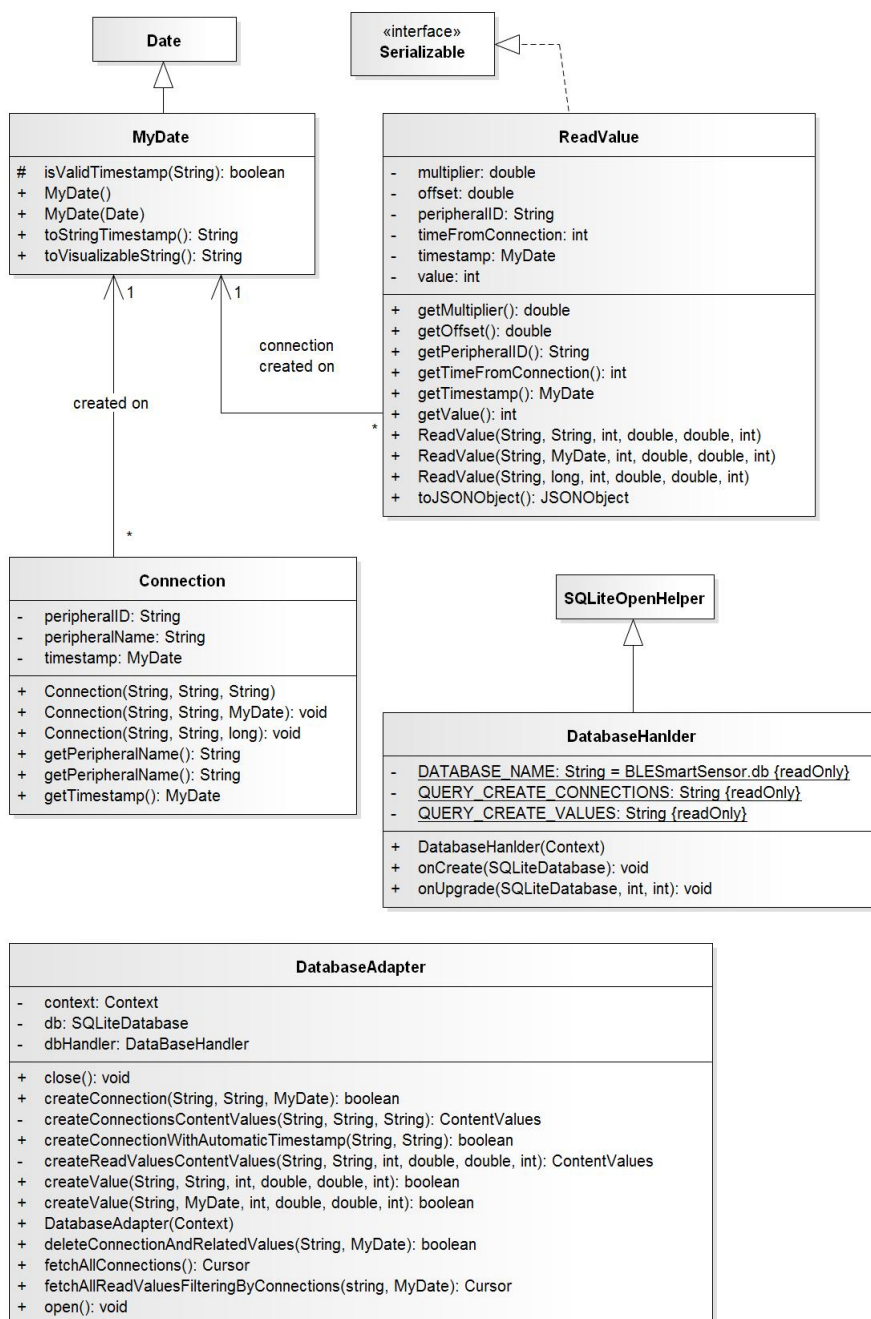 Date
«interface»
Serializable
MyDate
# isValidTimestamp(String): boolean
+ MyDate()
+ MyDate(Date)
+ toStringTimestamp(): String
+ toVisualizableString(): String
ReadValue
- multiplier: double
- offset: double
- peripheralID: String
- timeFromConnection: int
- timestamp: MyDate
- value: int
+ getMultiplier(): double
+ getOffset(): double
+ getPeripheralID(): String
+ getTimeFromConnection(): int
+ getTimestamp(): MyDate
+ getValue(): int
+ ReadValue(String, String, int, double, double, int)
+ ReadValue(String, MyDate, int, double, double, int)
+ ReadValue(String, long, int, double, double, int)
+ toJSONObject(): JSONObject
1
1
connection
created on
created on
*
*
Connection
- peripheralID: String
- peripheralName: String
- timestamp: MyDate
+ Connection(String, String, String)
+ Connection(String, String, MyDate): void
+ Connection(String, String, long): void
+ getPeripheralName(): String
+ getPeripheralName(): String
+ getTimestamp(): MyDate
SQLiteOpenHelper
DatabaseHanlder
- DATABASE_NAME: String = BLESmartSensor.db {readOnly}
- QUERY_CREATE_CONNECTIONS: String {readOnly}
- QUERY_CREATE_VALUES: String {readOnly}
+ DatabaseHanlder(Context)
+ onCreate(SQLiteDatabase): void
+ onUpgrade(SQLiteDatabase, int, int): void
DatabaseAdapter
- context: Context
- db: SQLiteDatabase
- dbHandler: DataBaseHandler
+ close(): void
+ createConnection(String, String, MyDate): boolean
- createConnectionsContentValues(String, String, String): ContentValues
+ createConnectionWithAutomaticTimestamp(String, String): boolean
- createReadValuesContentValues(String, String, int, double, double, int): ContentValues
+ createValue(String, String, int, double, double, int): boolean
+ createValue(String, MyDate, int, double, double, int): boolean
+ DatabaseAdapter(Context)
+ deleteConnectionAndRelatedValues(String, MyDate): boolean
+ fetchAllConnections(): Cursor
+ fetchAllReadValuesFilteringByConnections(string, MyDate): Cursor
+ open(): void